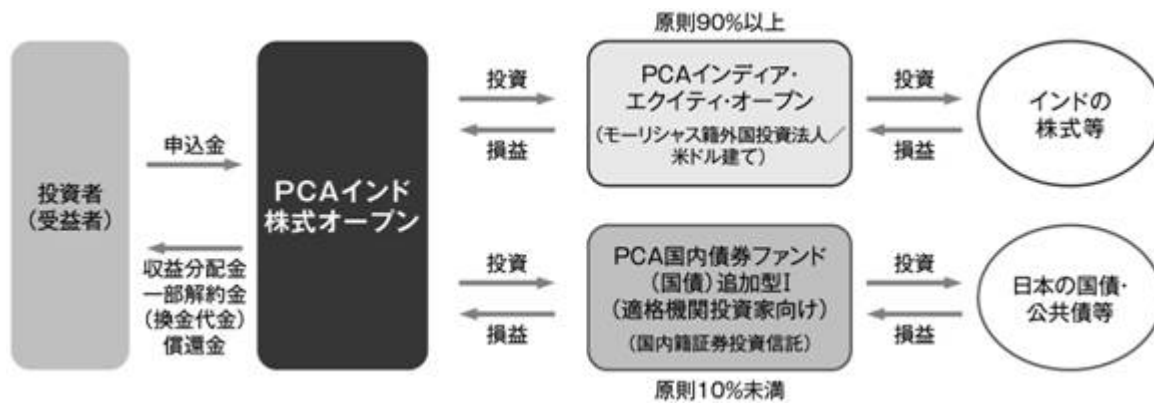 投資者
(受益者)
申込金
収益分配金
一部解約金
(換金代金)
償還金
PCAインド
株式オープン
原則90%以上
投資
損益
PCAインディア・
エクイティ・オープン
(モーリシャス籍外国投資法人/
米ドル建て)
投資
損益
インドの
株式等
投資
損益
PCA国内債券ファンド
(国債)追加型I
(適格機関投資家向け)
(国内籍証券投資信託)
原則10%未満
投資
損益
日本の国債・
公共債等